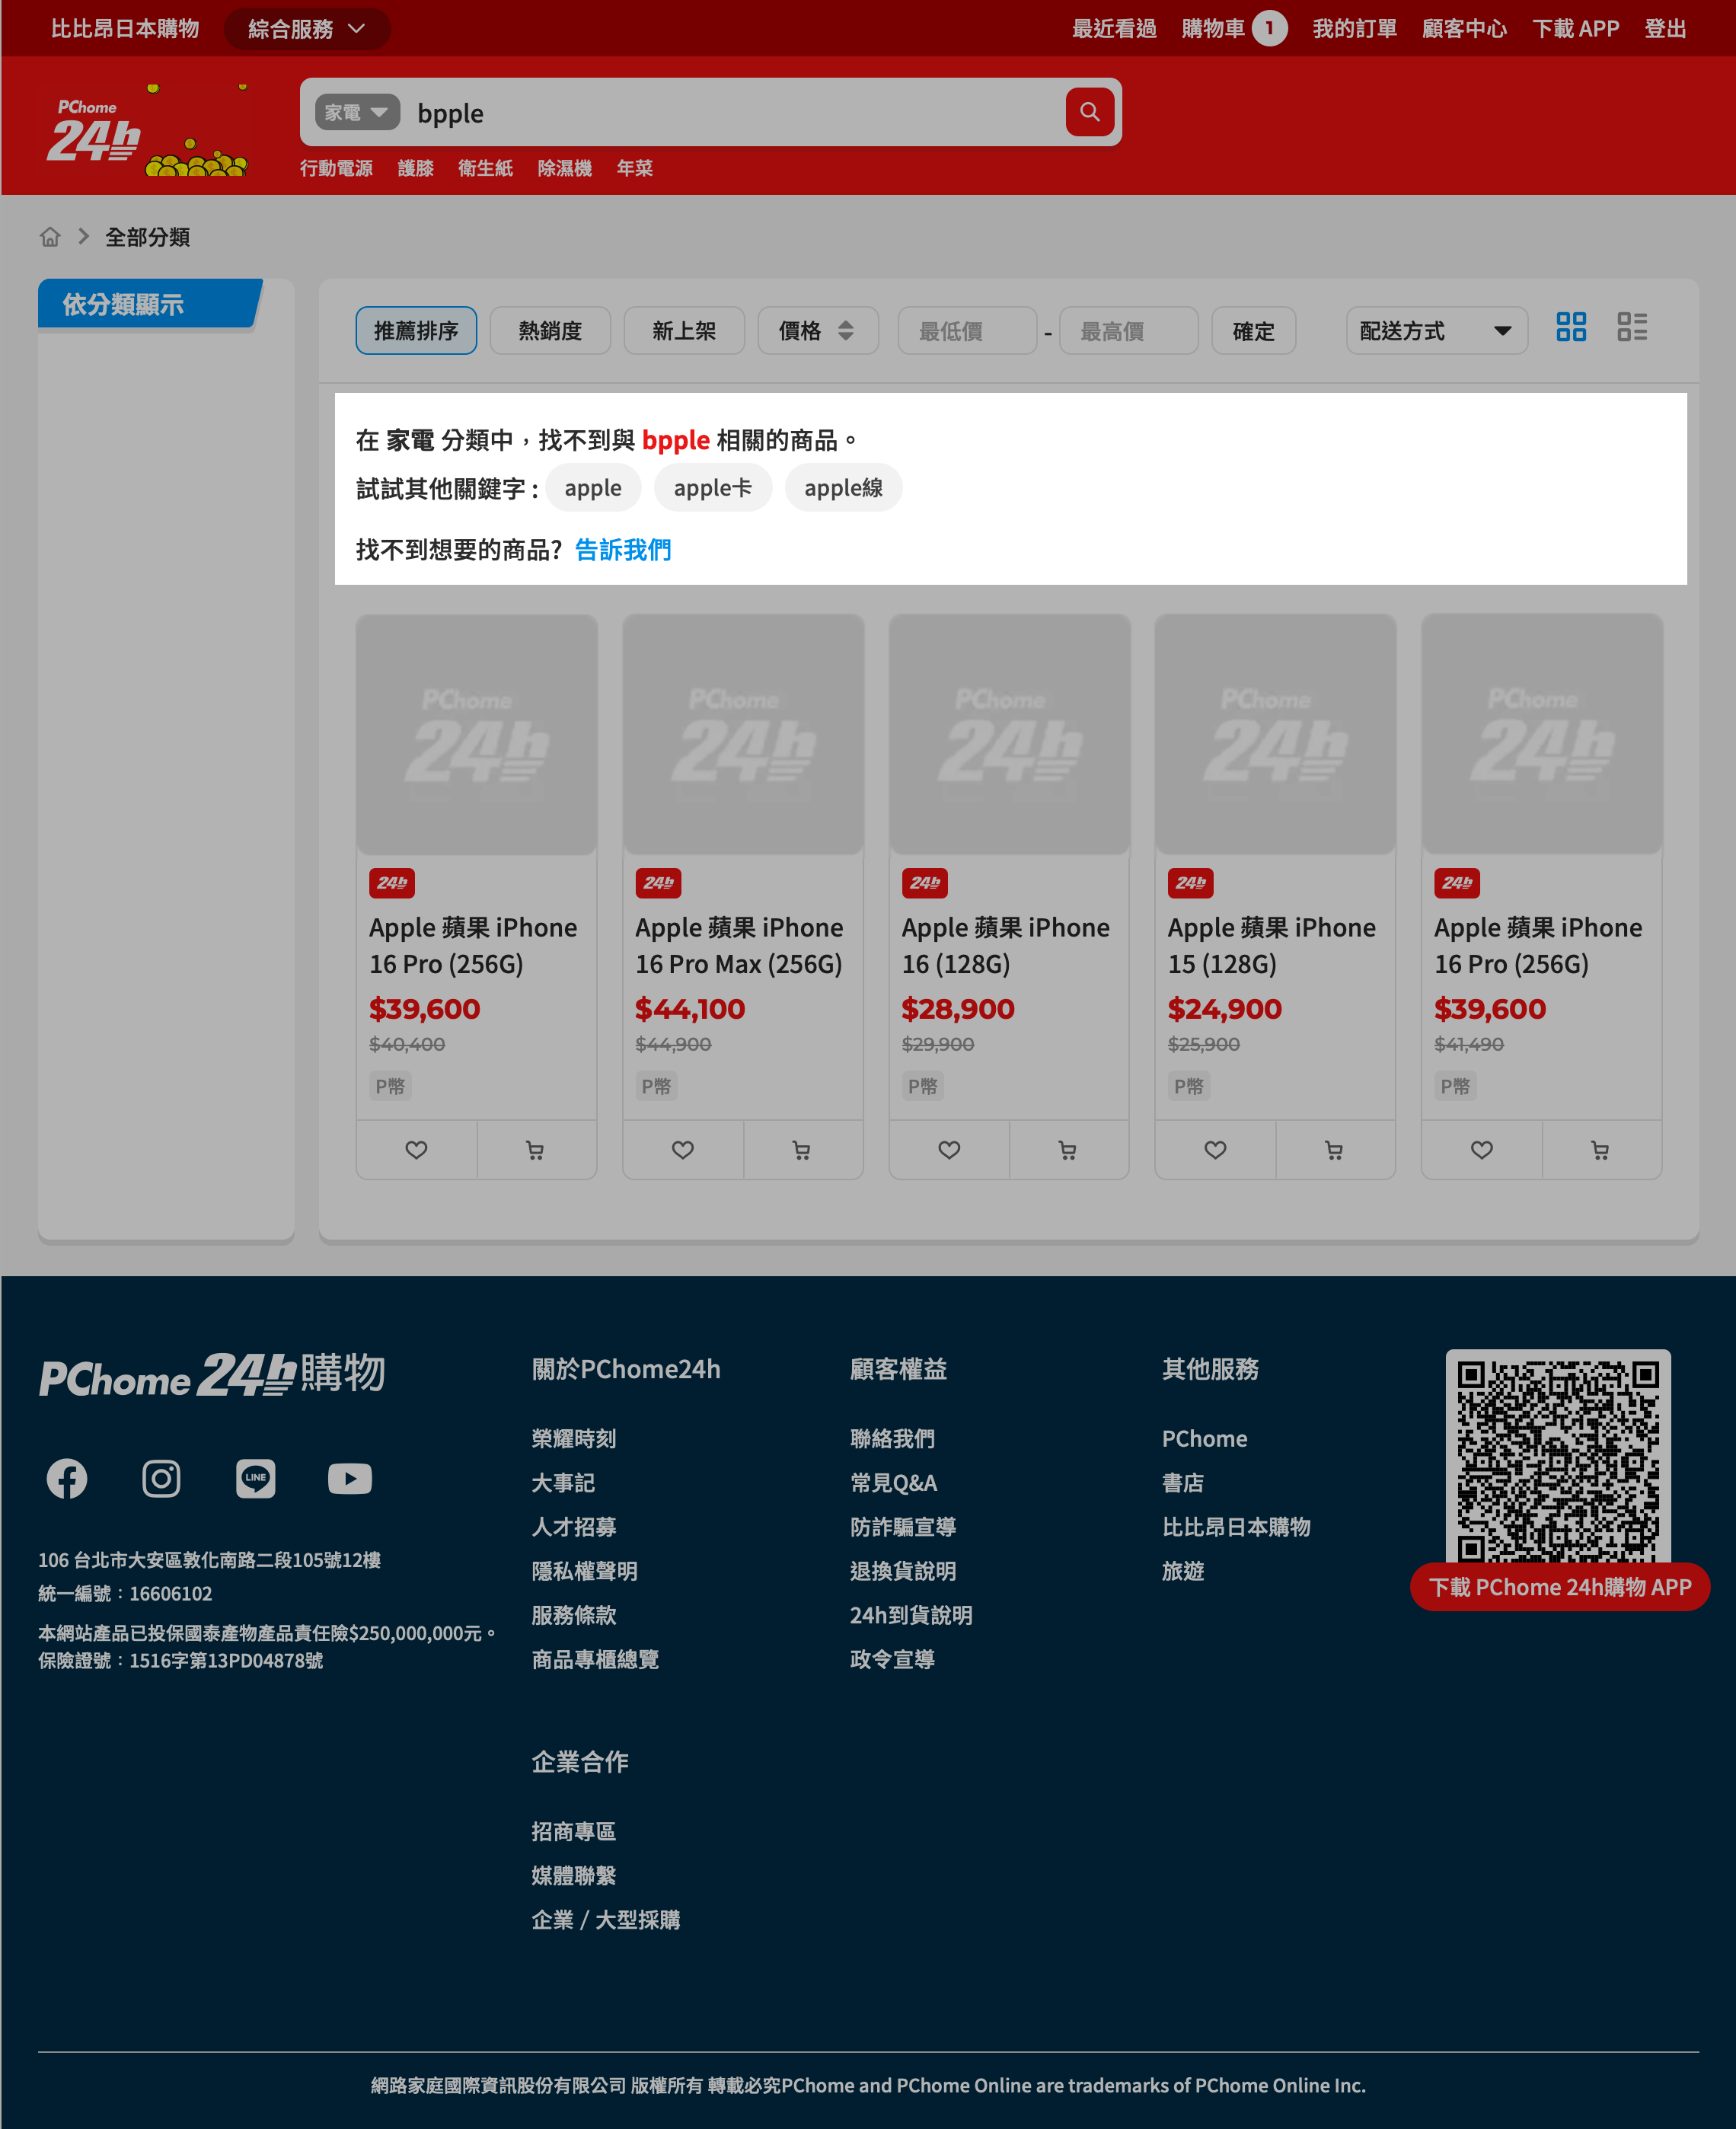 比比昂日本購物 綜合服務 最近看過 購物車 1 我的訂單 顧客中心 下載 APP 登出
PChome
24h
家電 bpple
行動電源 護膝 衛生紙 除濕機 年菜
全部分類
依分類顯示
推薦排序 熱銷度 新上架 價格 最低價 - 最高價 確定 配送方式
在 家電 分類中，找不到與 bpple 相關的商品。
試試其他關鍵字 : apple apple卡 apple線
找不到想要的商品? 告訴我們
PChome PChome PChome PChome PChome
24h 24h 24h 24h 24h
24h 24h 24h 24h 24h
Apple 蘋果 iPhone
16 Pro (256G)
$39,600
$40,400
P幣
Apple 蘋果 iPhone
16 Pro Max (256G)
$44,100
$44,900
P幣
Apple 蘋果 iPhone
16 (128G)
$28,900
$29,900
P幣
Apple 蘋果 iPhone
15 (128G)
$24,900
$25,900
P幣
Apple 蘋果 iPhone
16 Pro (256G)
$39,600
$41,490
P幣
PChome 24h購物
LINE
106 台北市大安區敦化南路二段105號12樓
統一編號：16606102
本網站產品已投保國泰產物產品責任險$250,000,000元。
保險證號：1516字第13PD04878號
關於PChome24h
榮耀時刻
大事記
人才招募
隱私權聲明
服務條款
商品專櫃總覽
顧客權益
聯絡我們
常見Q&A
防詐騙宣導
退換貨說明
24h到貨說明
政令宣導
其他服務
PChome
書店
比比昂日本購物
旅遊
下載 PChome 24h購物 APP
企業合作
招商專區
媒體聯繫
企業 / 大型採購
網路家庭國際資訊股份有限公司 版權所有 轉載必究PChome and PChome Online are trademarks of PChome Online Inc.